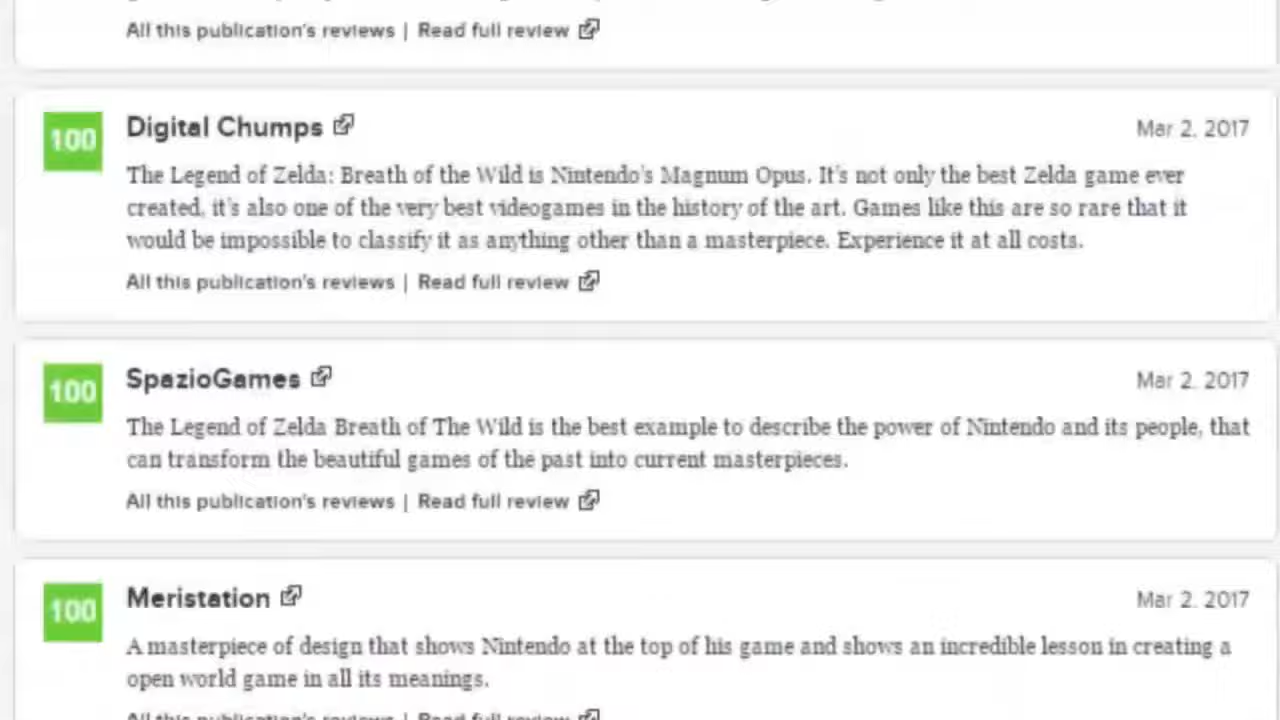 All this publication's reviews | Read full review
Digital Chumps
Mar 2, 2017
100
The Legend of Zelda: Breath of the Wild is Nintendo's Magnum Opus. It's not only the best Zelda game ever
created, it's also one of the very best videogames in the history of the art. Games like this are so rare that it
would be impossible to classify it as anything other than a masterpiece. Experience it at all costs.
All this publication's reviews | Read full review
SpazioGames
Mar 2, 2017
100
The Legend of Zelda Breath of The Wild is the best example to describe the power of Nintendo and its people, that
can transform the beautiful games of the past into current masterpieces.
All this publication's reviews | Read full review
Meristation
Mar 2, 2017
100
A masterpiece of design that shows Nintendo at the top of his game and shows an incredible lesson in creating a
open world game in all its meanings.
All this publication's reviews | Read full review